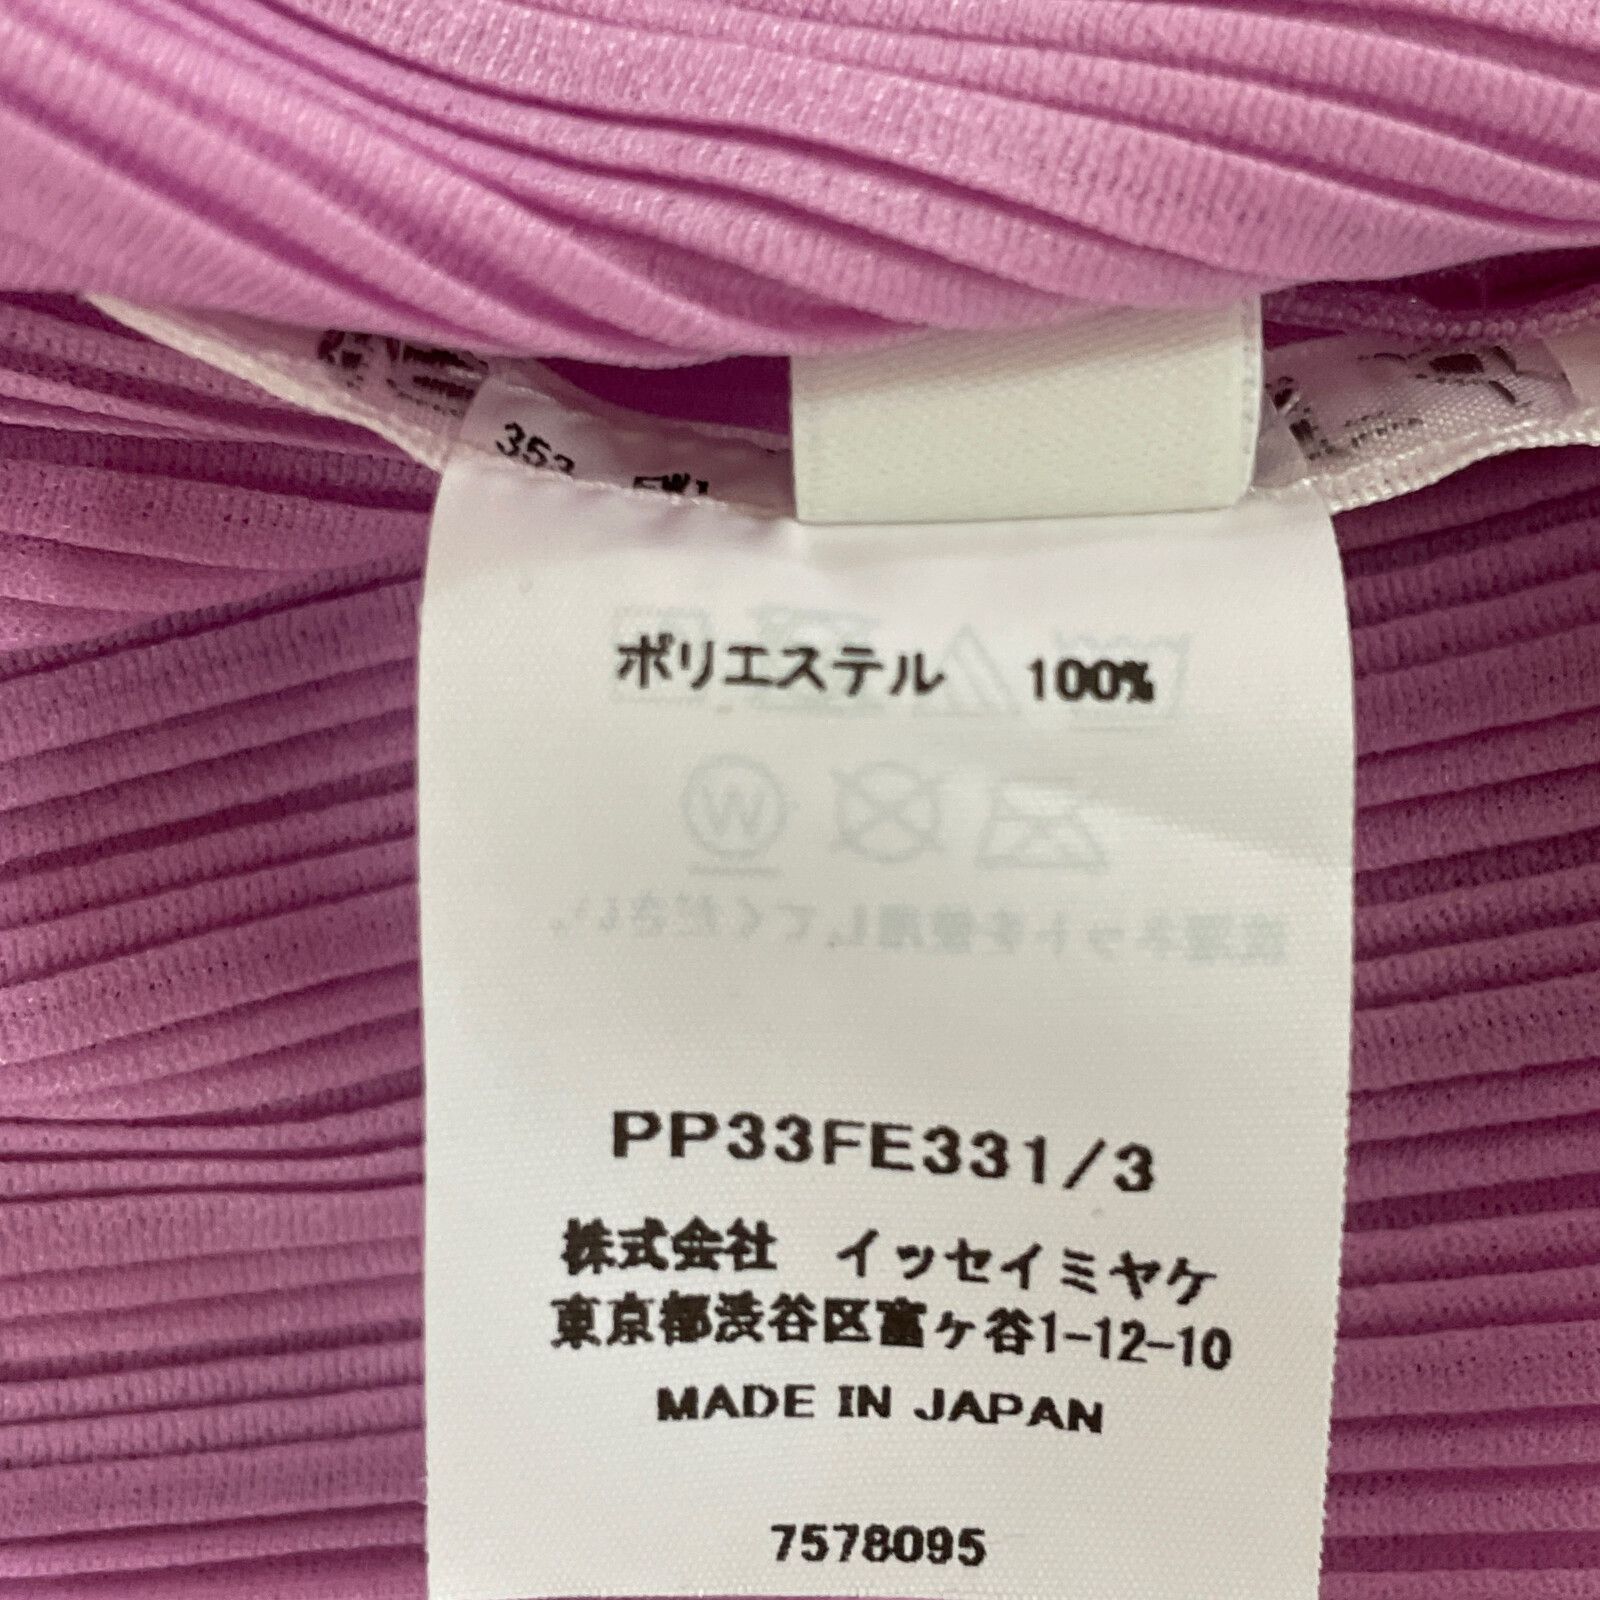 ポリエステル 100%
PP33FE331/3
株式会社 イッセイミヤケ
東京都渋谷区富ヶ谷1-12-10
MADE IN JAPAN
7578095